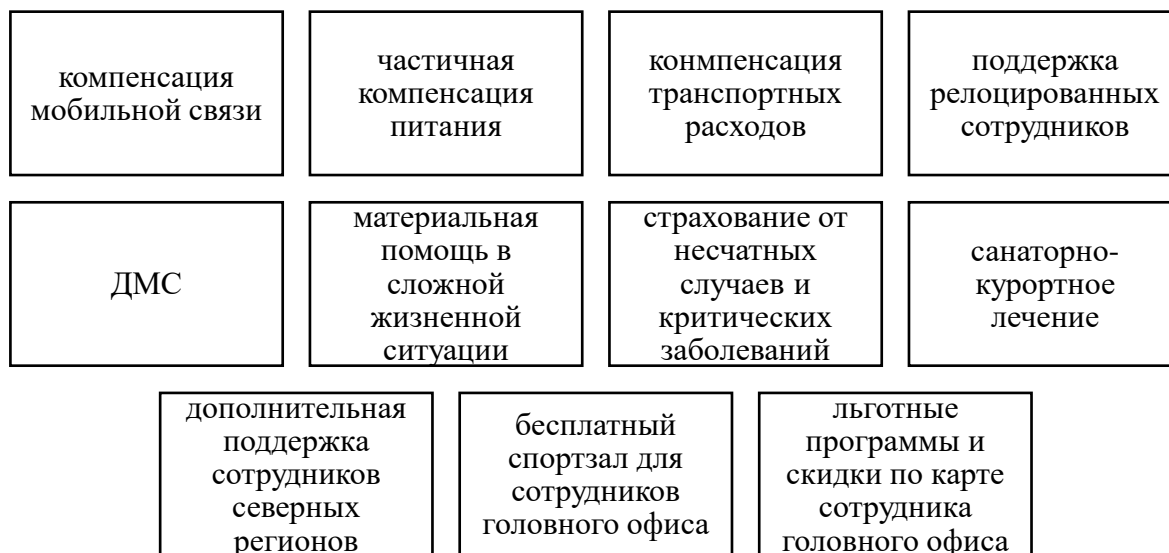 компенсация
мобильной связи
частичная
компенсация
питания
конмпенсация
транспортных
расходов
поддержка
релоцированных
сотрудников
ДМС
материальная
помощь в
сложной
жизненной
ситуации
страхование от
несчатных
случаев и
критических
заболеваний
санаторно-
курортное
лечение
дополнительная
поддержка
сотрудников
северных
регионов
бесплатный
спортзал для
сотрудников
головного офиса
льготные
программы и
скидки по карте
сотрудника
головного офиса